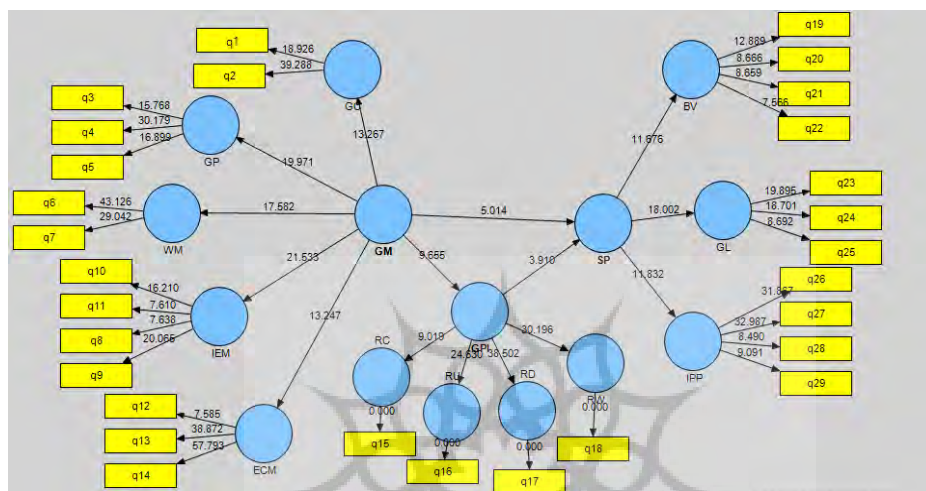 q1
18.926
q2
39.288
GC
q3
15.768
q4
30.179
q5
16.899
GP
13.267
19.971
q6
43.126
q7
29.042
WM
17.582
GM
q10
16.210
q11
7.610
q8
7.638
q9
20.065
IEM
21.533
q12
7.585
q13
38.872
q14
57.793
ECM
13.247
9.655
5.014
3.910
SP
GPI
RC
9.019
RU
24.530
RD
38.502
RW
30.196
0.000
q15
0.000
q16
0.000
q17
0.000
q18
11.676
BV
12.889
q19
8.666
q20
8.659
q21
7.566
q22
18.002
GL
19.895
q23
18.701
q24
8.692
q25
11.832
IPP
31.867
q26
32.987
q27
8.490
q28
9.091
q29